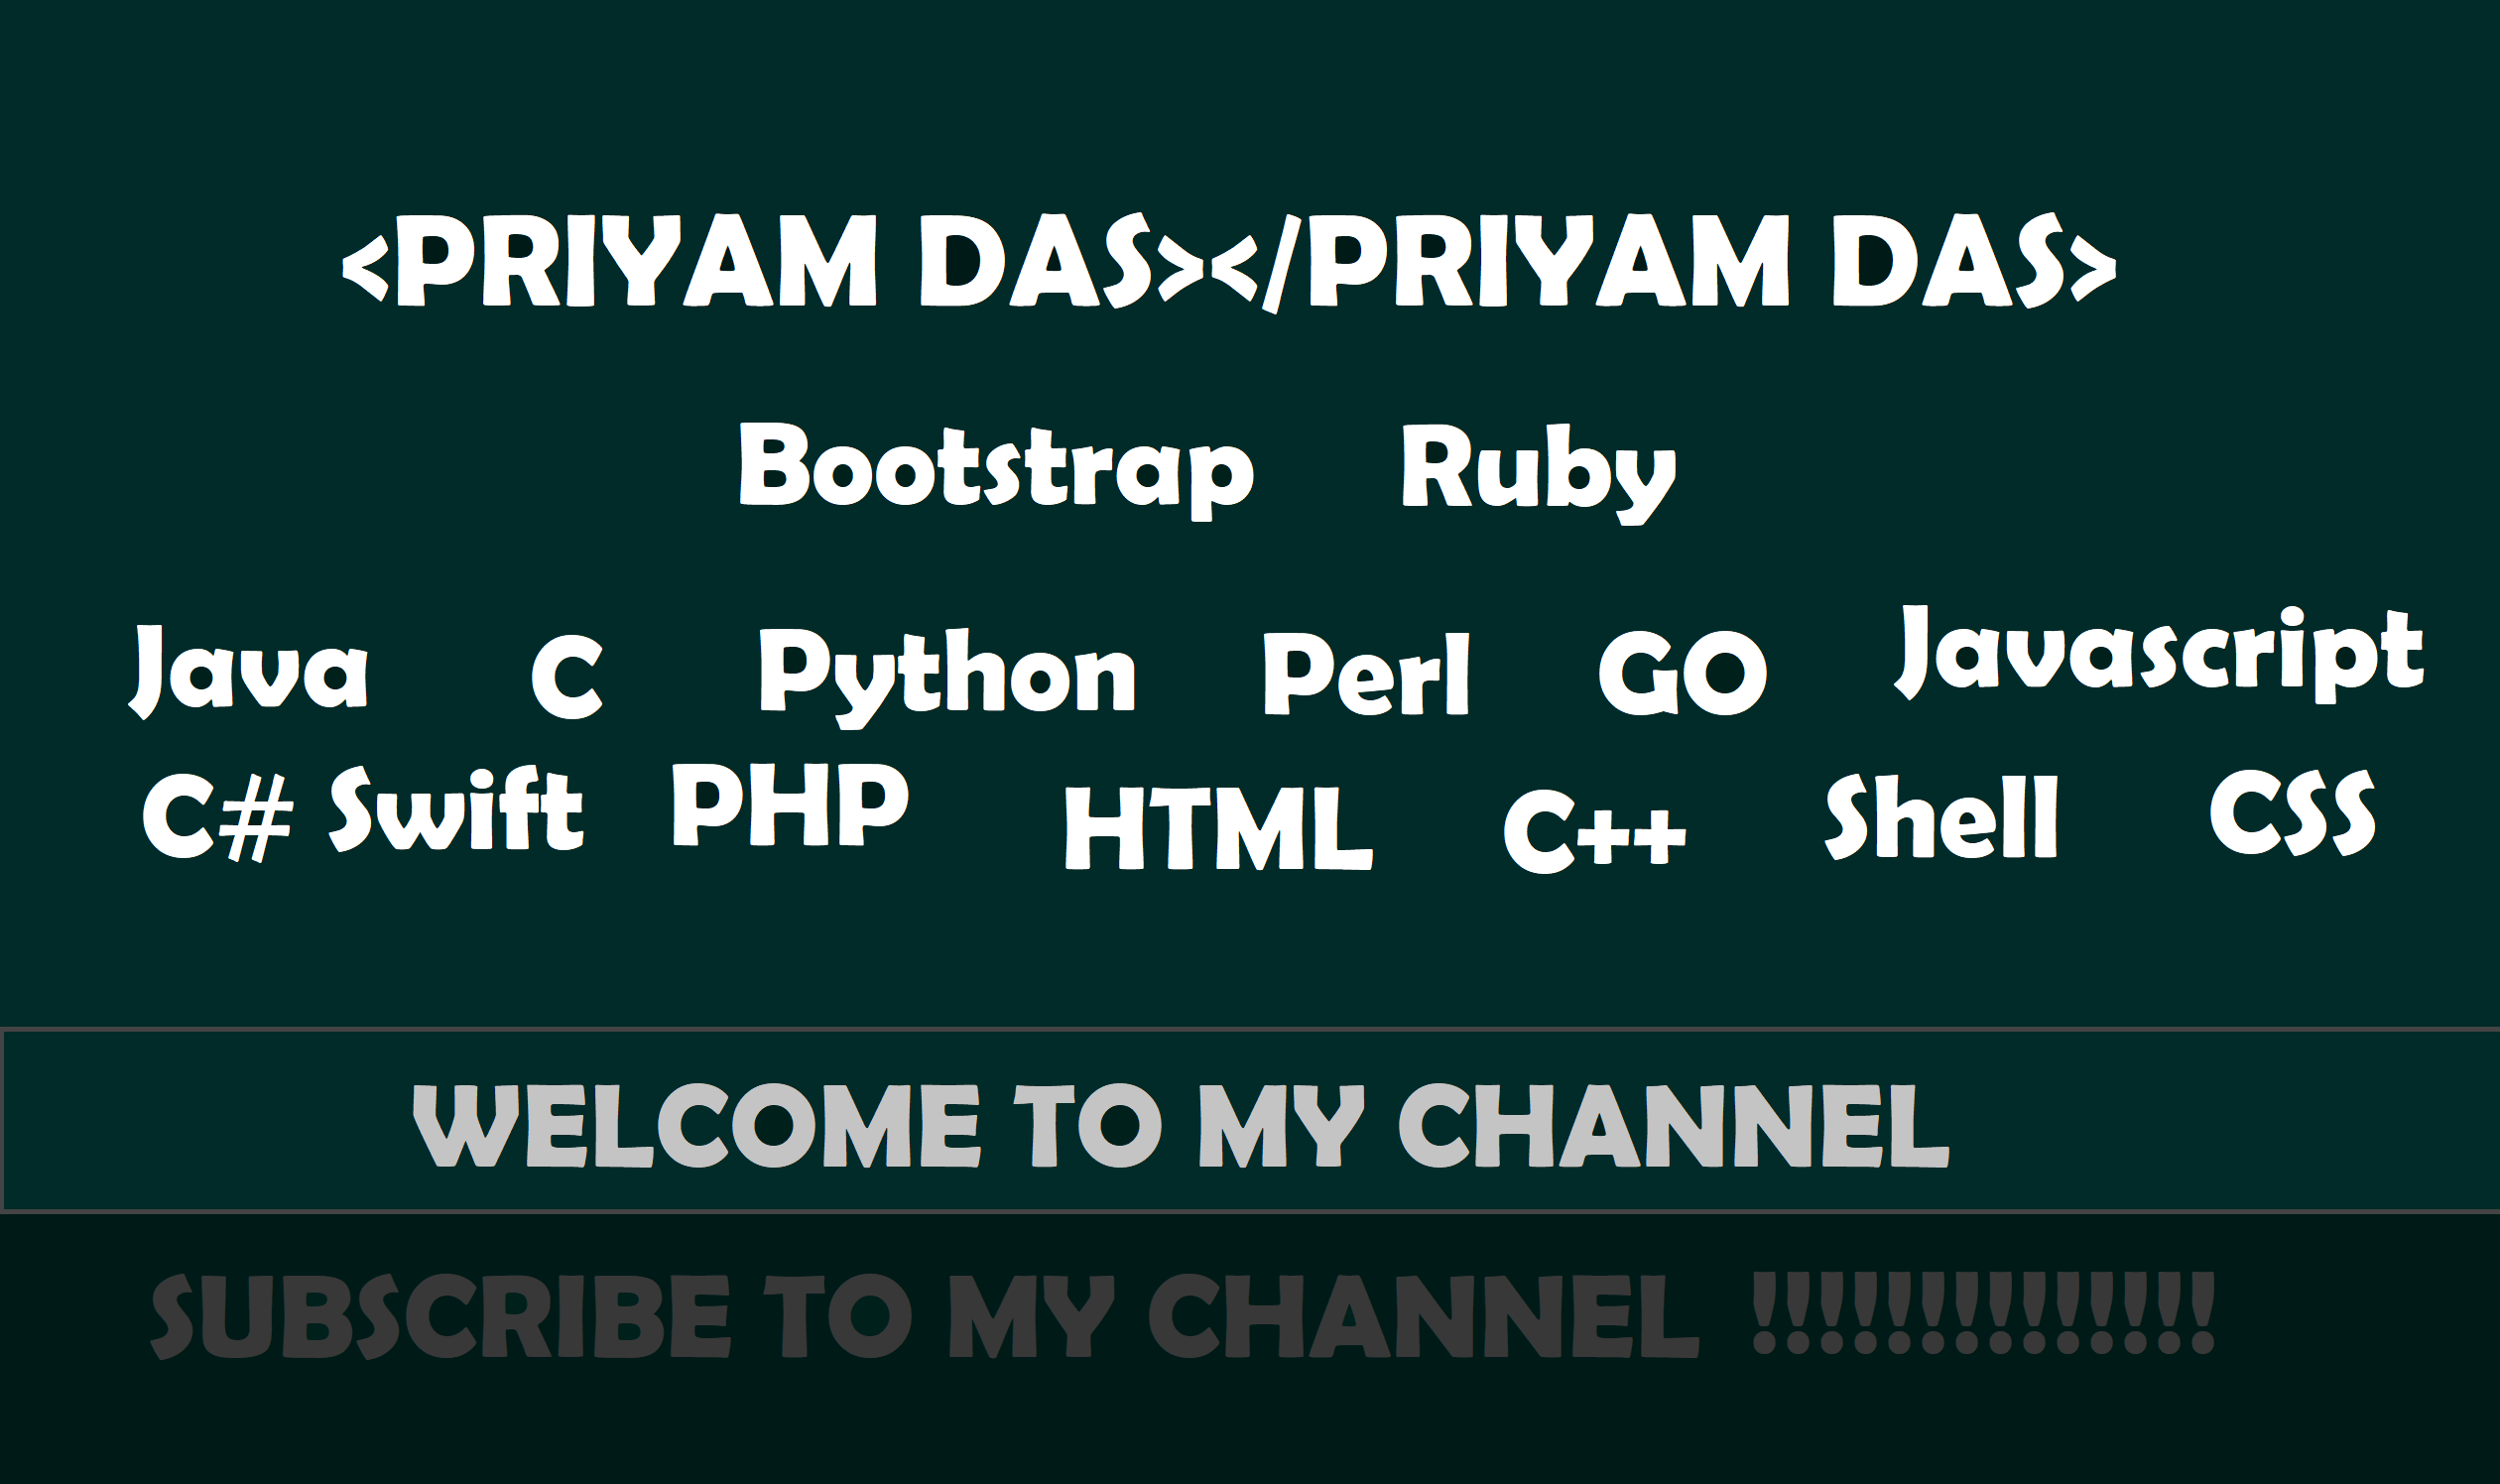 <PRIYAM DAS></PRIYAM DAS>
Bootstrap Ruby
Java C Python Perl GO Javascript
C# Swift PHP HTML C++ Shell CSS
WELCOME TO MY CHANNEL
SUBSCRIBE TO MY CHANNEL !!!!!!!!!!!!!!